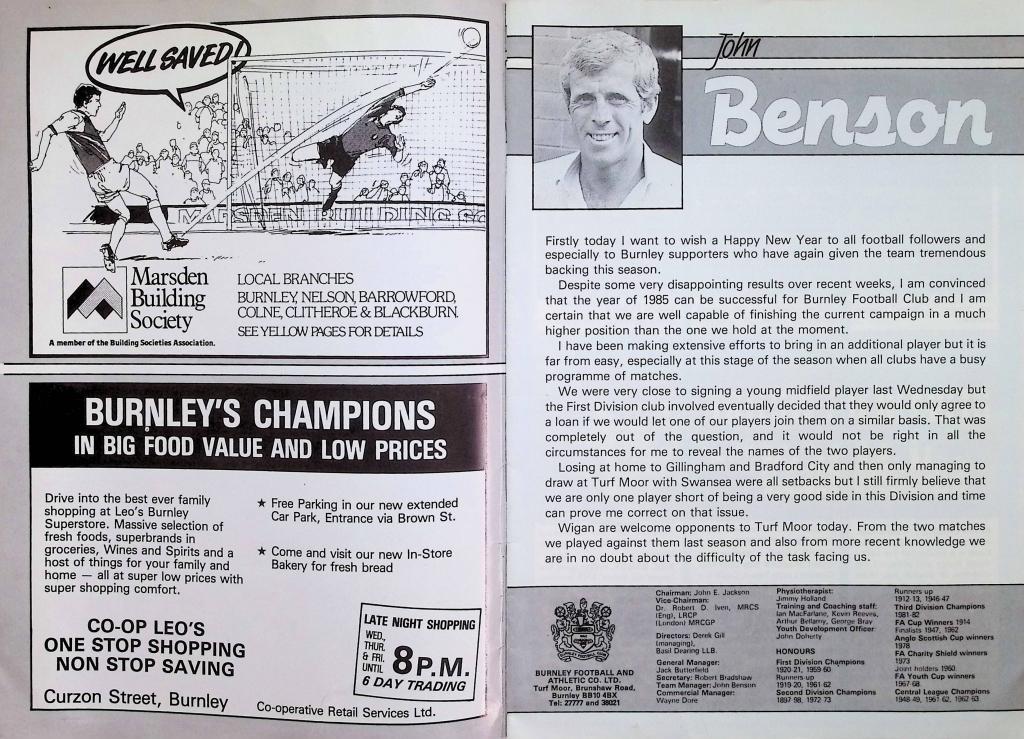 WELL SAVED!
MARSDEN BUILDING SO
Marsden
Building
Society
A member of the Building Societies Association.
LOCAL BRANCHES
BURNLEY, NELSON, BARROWFORD,
COLNE, CLITHEROE & BLACKBURN.
SEE YELLOW PAGES FOR DETAILS
BURNLEY'S CHAMPIONS
IN BIG FOOD VALUE AND LOW PRICES
Drive into the best ever family
shopping at Leo's Burnley
Superstore. Massive selection of
fresh foods, superbrands in
groceries, Wines and Spirits and a
host of things for your family and
home — all at super low prices with
super shopping comfort.
★ Free Parking in our new extended
Car Park, Entrance via Brown St.
★ Come and visit our new In-Store
Bakery for fresh bread
CO-OP LEO'S
ONE STOP SHOPPING
NON STOP SAVING
Curzon Street, Burnley
LATE NIGHT SHOPPING
WED.,
THUR.
& FRI.
UNTIL
8 P.M.
6 DAY TRADING
Co-operative Retail Services Ltd.
John
Benson
Firstly today I want to wish a Happy New Year to all football followers and
especially to Burnley supporters who have again given the team tremendous
backing this season.
Despite some very disappointing results over recent weeks, I am convinced
that the year of 1985 can be successful for Burnley Football Club and I am
certain that we are well capable of finishing the current campaign in a much
higher position than the one we hold at the moment.
I have been making extensive efforts to bring in an additional player but it is
far from easy, especially at this stage of the season when all clubs have a busy
programme of matches.
We were very close to signing a young midfield player last Wednesday but
the First Division club involved eventually decided that they would only agree to
a loan if we would let one of our players join them on a similar basis. That was
completely out of the question, and it would not be right in all the
circumstances for me to reveal the names of the two players.
Losing at home to Gillingham and Bradford City and then only managing to
draw at Turf Moor with Swansea were all setbacks but I still firmly believe that
we are only one player short of being a very good side in this Division and time
can prove me correct on that issue.
Wigan are welcome opponents to Turf Moor today. From the two matches
we played against them last season and also from more recent knowledge we
are in no doubt about the difficulty of the task facing us.
BURNLEY FOOTBALL AND
ATHLETIC CO. LTD.
Turf Moor, Brunshaw Road,
Burnley BB10 4BX
Tel: 27777 and 38021
Chairman: John E. Jackson
Vice-Chairman:
Dr. Robert D. Iven, MRCS
(Eng), LRCP
(London) MRCGP
Directors: Derek Gill
(managing),
Basil Dearing LLB.
General Manager:
Jack Butterfield
Secretary: Robert Bradshaw
Team Manager: John Benson
Commercial Manager:
Wayne Dore
Physiotherapist:
Jimmy Holland
Training and Coaching staff:
Ian MacFarlane, Kevin Reeves,
Arthur Bellamy, George Bray
Youth Development Officer:
John Doherty
HONOURS
First Division Champions
1920-21, 1959-60
Runners-up
1919-20, 1961-62
Second Division Champions
1897-98, 1972-73
Runners up
1912-13, 1946-47
Third Division Champions
1981-82
FA Cup Winners 1914
Finalists 1947, 1962
Anglo Scottish Cup winners
1978
FA Charity Shield winners
1973
Joint holders 1960
FA Youth Cup winners
1967-68
Central League Champions
1948-49, 1961-62, 1962-63